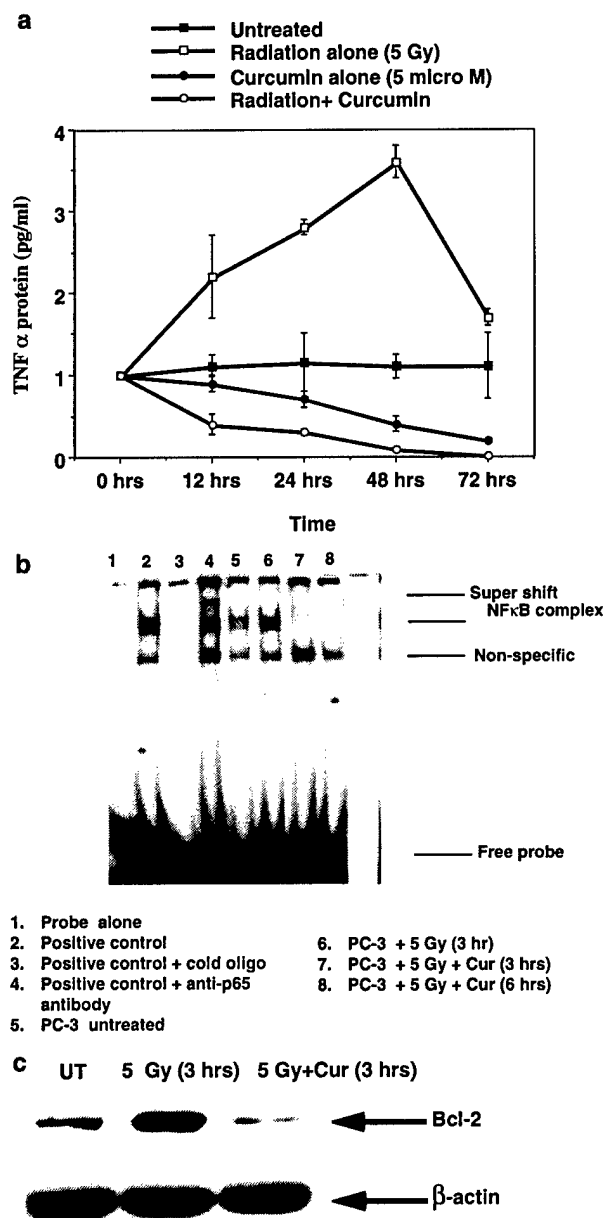 a
Untreated
Radiation alone (5 Gy)
Curcumin alone (5 micro M)
Radiation+ Curcumin
TNF α protein (pg/ml)
4
3
2
1
0
0 hrs 12 hrs 24 hrs 48 hrs 72 hrs
Time
b
1 2 3 4 5 6 7 8
Super shift
NFκB complex
Non-specific
Free probe
1. Probe alone
2. Positive control
3. Positive control + cold oligo
4. Positive control + anti-p65
antibody
5. PC-3 untreated
6. PC-3 + 5 Gy (3 hr)
7. PC-3 + 5 Gy + Cur (3 hrs)
8. PC-3 + 5 Gy + Cur (6 hrs)
c
UT 5 Gy (3 hrs) 5 Gy+Cur (3 hrs)
Bcl-2
β-actin